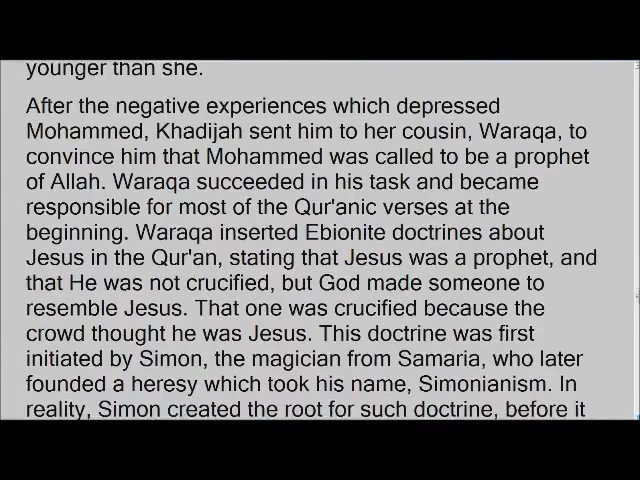 younger than she.
After the negative experiences which depressed
Mohammed, Khadijah sent him to her cousin, Waraqa, to
convince him that Mohammed was called to be a prophet
of Allah. Waraqa succeeded in his task and became
responsible for most of the Qur'anic verses at the
beginning. Waraqa inserted Ebionite doctrines about
Jesus in the Qur'an, stating that Jesus was a prophet, and
that He was not crucified, but God made someone to
resemble Jesus. That one was crucified because the
crowd thought he was Jesus. This doctrine was first
initiated by Simon, the magician from Samaria, who later
founded a heresy which took his name, Simonianism. In
reality, Simon created the root for such doctrine, before it